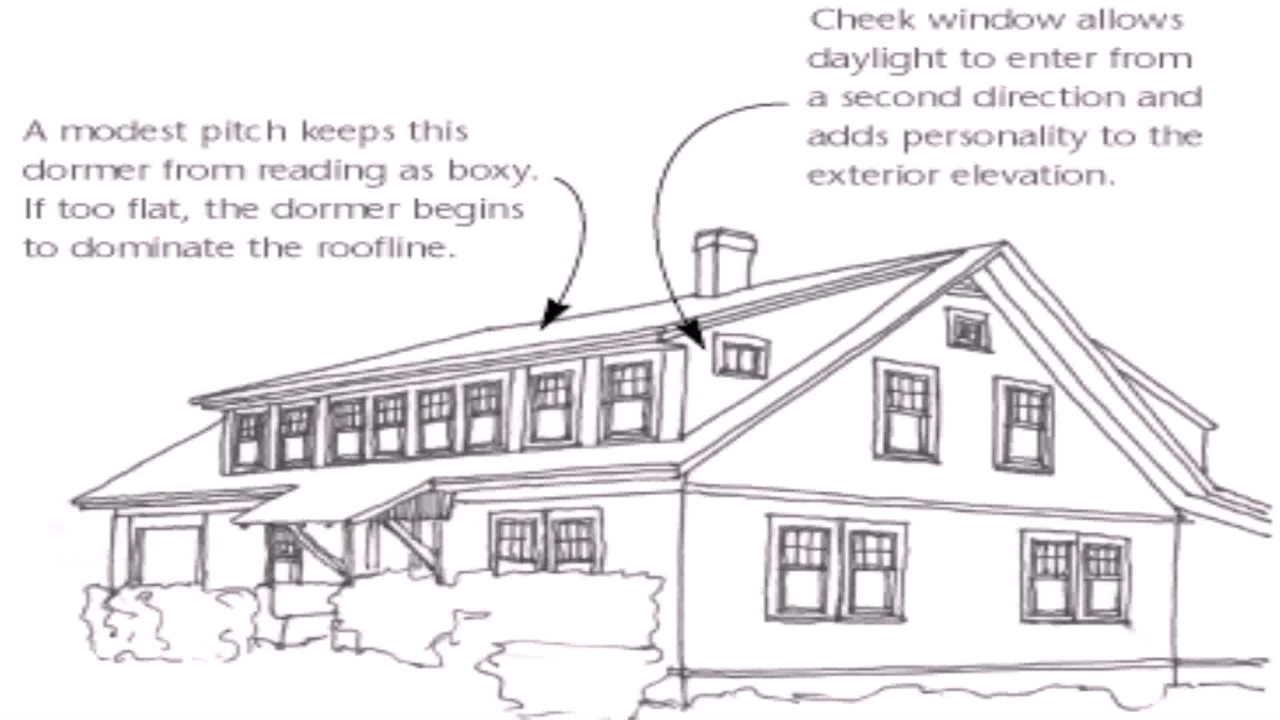 Cheek window allows
daylight to enter from
a second direction and
adds personality to the
exterior elevation.
A modest pitch keeps this
dormer from reading as boxy.
If too flat, the dormer begins
to dominate the roofline.